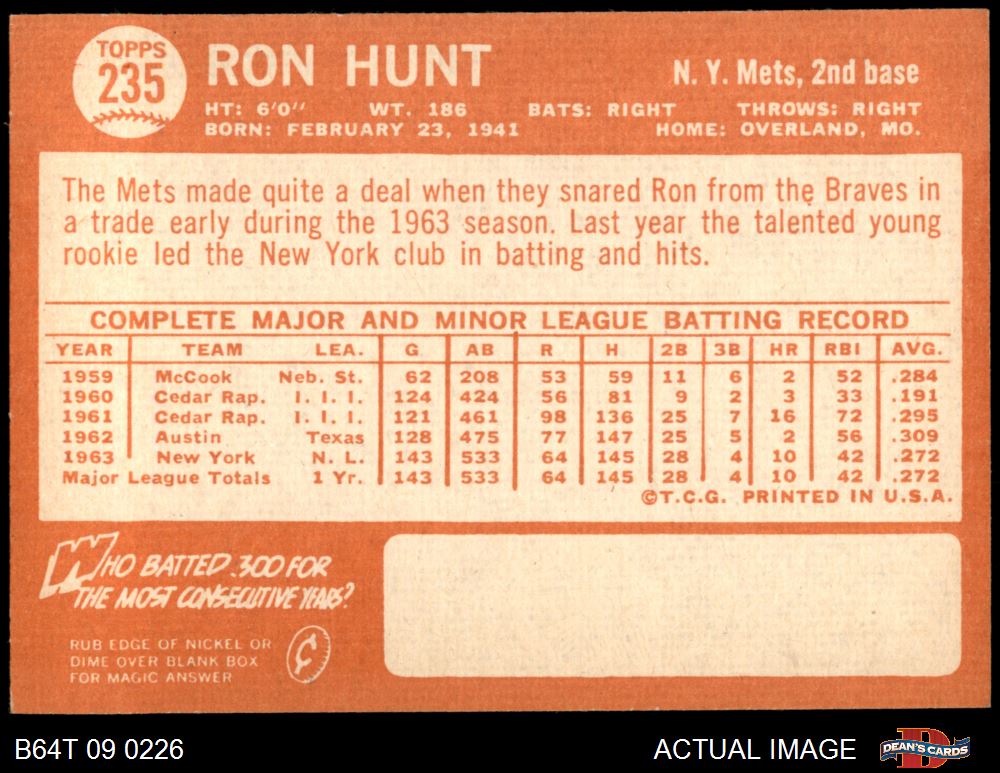 TOPPS
235
RON HUNT
N. Y. Mets, 2nd base
HT: 6'0" WT. 186 BATS: RIGHT THROWS: RIGHT
BORN: FEBRUARY 23, 1941 HOME: OVERLAND, MO.
The Mets made quite a deal when they snared Ron from the Braves in
a trade early during the 1963 season. Last year the talented young
rookie led the New York club in batting and hits.
COMPLETE MAJOR AND MINOR LEAGUE BATTING RECORD
YEAR TEAM LEA. G AB R H 2B 3B HR RBI AVG.
1959 McCook Neb. St. 62 208 53 59 11 6 2 52 .284
1960 Cedar Rap. I. I. I. 124 424 56 81 9 2 3 33 .191
1961 Cedar Rap. I. I. I. 121 461 98 136 25 7 16 72 .295
1962 Austin Texas 128 475 77 147 25 5 2 56 .309
1963 New York N. L. 143 533 64 145 28 4 10 42 .272
Major League Totals 1 Yr. 143 533 64 145 28 4 10 42 .272
©T.C.G. PRINTED IN U.S.A.
WHO BATTED .300 FOR
THE MOST CONSECUTIVE YEARS?
RUB EDGE OF NICKEL OR
DIME OVER BLANK BOX
FOR MAGIC ANSWER
¢
B64T 09 0226
ACTUAL IMAGE
DEAN'S CARDS